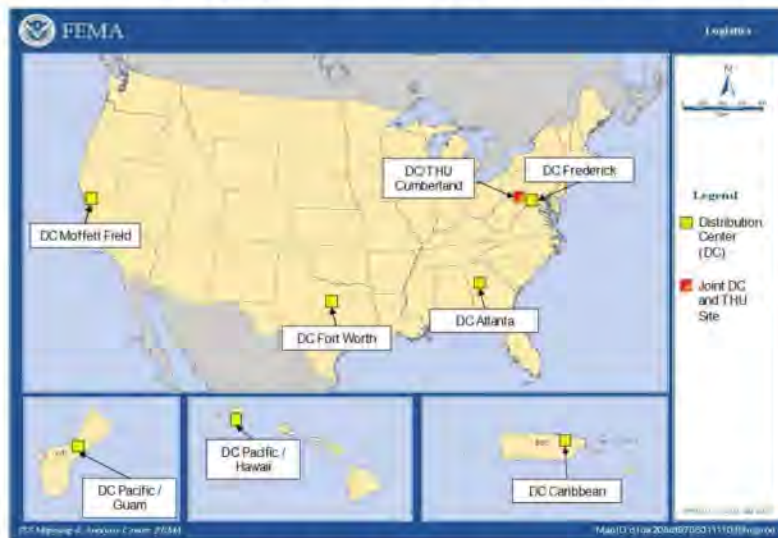 FEMA
Logistics
N
DC/THU
Cumberland
DC Frederick
DC Moffett Field
DC Fort Worth
DC Atlanta
Legend
Distribution
Center
(DC)
Joint DC
and THU
Site
DC Pacific /
Guam
DC Pacific /
Hawaii
DC Caribbean